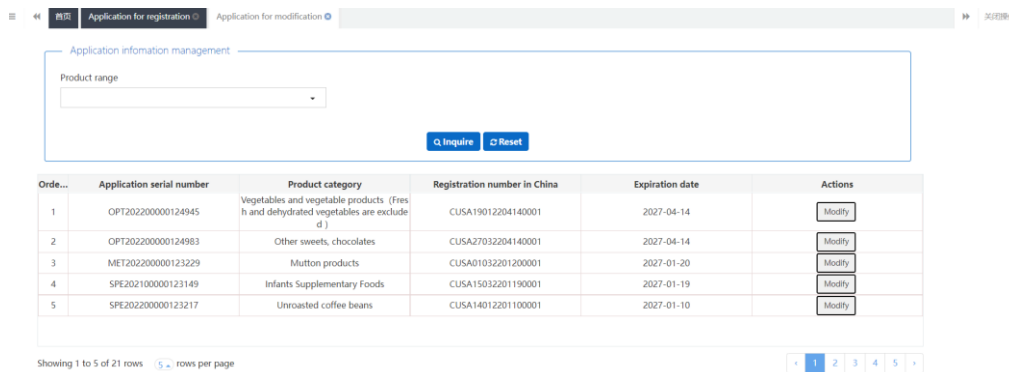 首页 Application for registration Application for modification
Application infomation management
Product range
Inquire Reset
Orde... Application serial number Product category Registration number in China Expiration date Actions
1 OPT202200000124945 Vegetables and vegetable products (Fres CUSA19012204140001 2027-04-14 Modify
h and dehydrated vegetables are exclude
d )
2 OPT202200000124983 Other sweets, chocolates CUSA27032204140001 2027-04-14 Modify
3 MET202200000123229 Mutton products CUSA01032201200001 2027-01-20 Modify
4 SPE202100000123149 Infants Supplementary Foods CUSA15032201190001 2027-01-19 Modify
5 SPE202200000123217 Unroasted coffee beans CUSA14012201100001 2027-01-10 Modify
Showing 1 to 5 of 21 rows 5 rows per page ‹ 1 2 3 4 5 ›